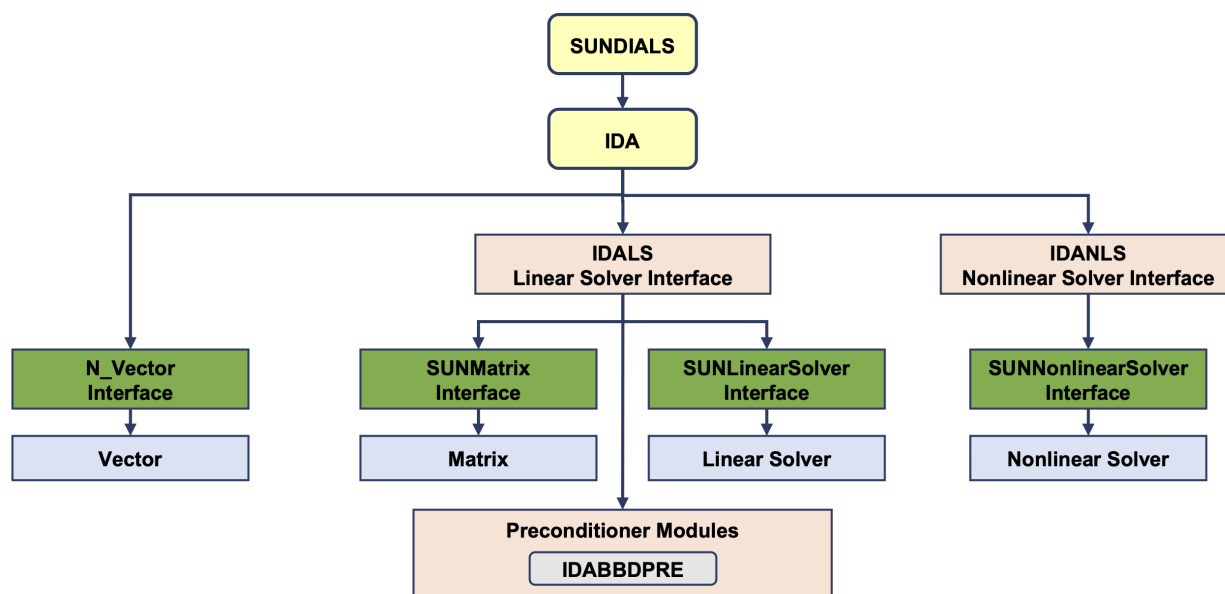 SUNDIALS
IDA
IDALS
Linear Solver Interface
IDANLS
Nonlinear Solver Interface
N_Vector
Interface
SUNMatrix
Interface
SUNLinearSolver
Interface
SUNNonlinearSolver
Interface
Vector
Matrix
Linear Solver
Nonlinear Solver
Preconditioner Modules
IDABBDPRE